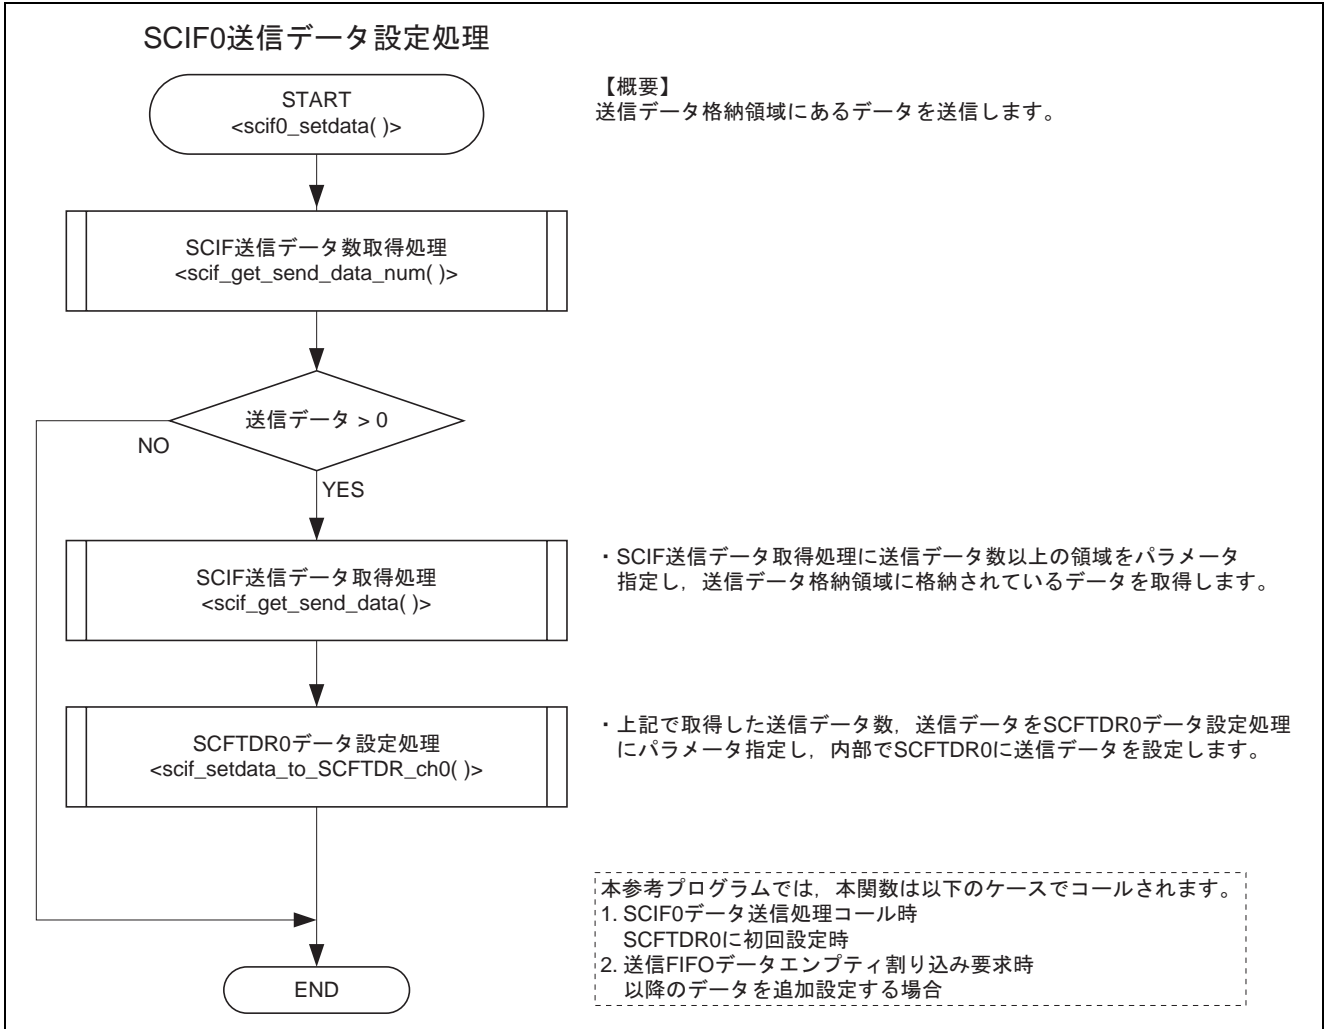 SCIF0送信データ設定処理
START
<scif0_setdata( )>
【概要】
送信データ格納領域にあるデータを送信します。
SCIF送信データ数取得処理
<scif_get_send_data_num( )>
送信データ > 0
NO
YES
SCIF送信データ取得処理
<scif_get_send_data( )>
・SCIF送信データ取得処理に送信データ数以上の領域をパラメータ
指定し，送信データ格納領域に格納されているデータを取得します。
SCFTDR0データ設定処理
<scif_setdata_to_SCFTDR_ch0( )>
・上記で取得した送信データ数，送信データをSCFTDR0データ設定処理
にパラメータ指定し，内部でSCFTDR0に送信データを設定します。
本参考プログラムでは，本関数は以下のケースでコールされます。
1. SCIF0データ送信処理コール時
SCFTDR0に初回設定時
2. 送信FIFOデータエンプティ割り込み要求時
以降のデータを追加設定する場合
END